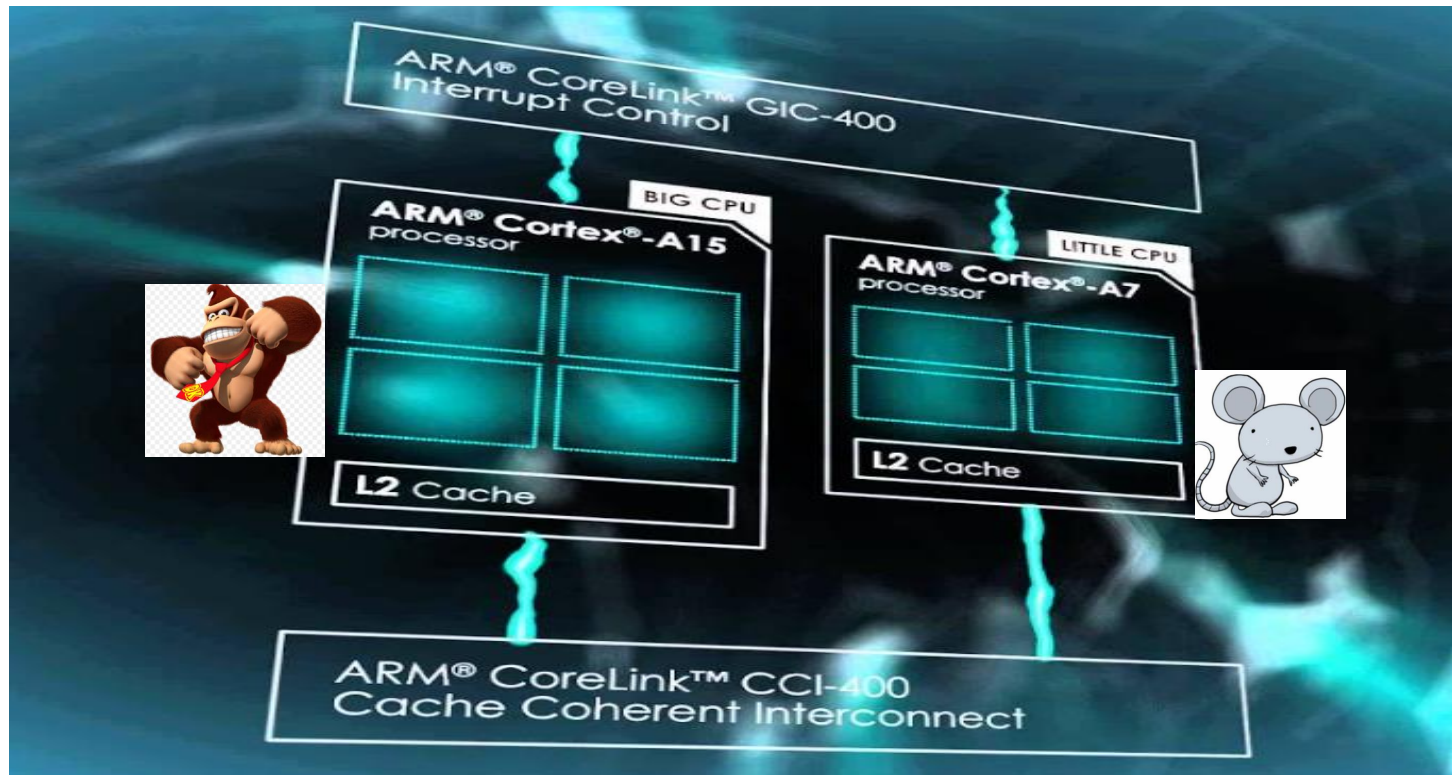 ARM® CoreLink™ GIC-400
Interrupt Control
BIG CPU
ARM® Cortex®-A15
processor
L2 Cache
LITTLE CPU
ARM® Cortex®-A7
processor
L2 Cache
ARM® CoreLink™ CCI-400
Cache Coherent Interconnect